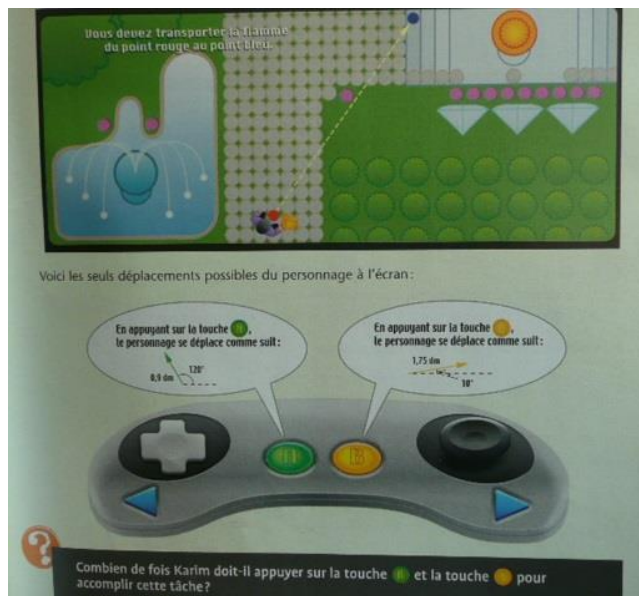 Vous devez transporter la flamme
du point rouge au point bleu.
Voici les seuls déplacements possibles du personnage à l'écran :
En appuyant sur la touche
le personnage se déplace comme suit :
120°
0,9 dm
En appuyant sur la touche
le personnage se déplace comme suit :
1,75 dm
10°
?
Combien de fois Karim doit-il appuyer sur la touche et la touche pour
accomplir cette tâche?